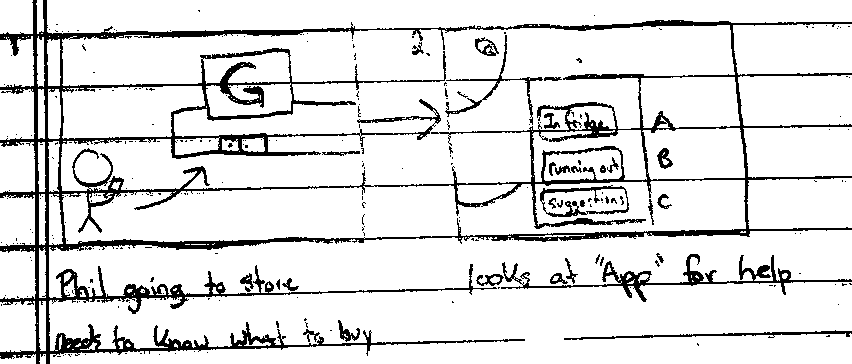 2.
G
In fridge A
running out B
suggestions C
Phil going to store
looks at "App" for help
needs to know what to buy